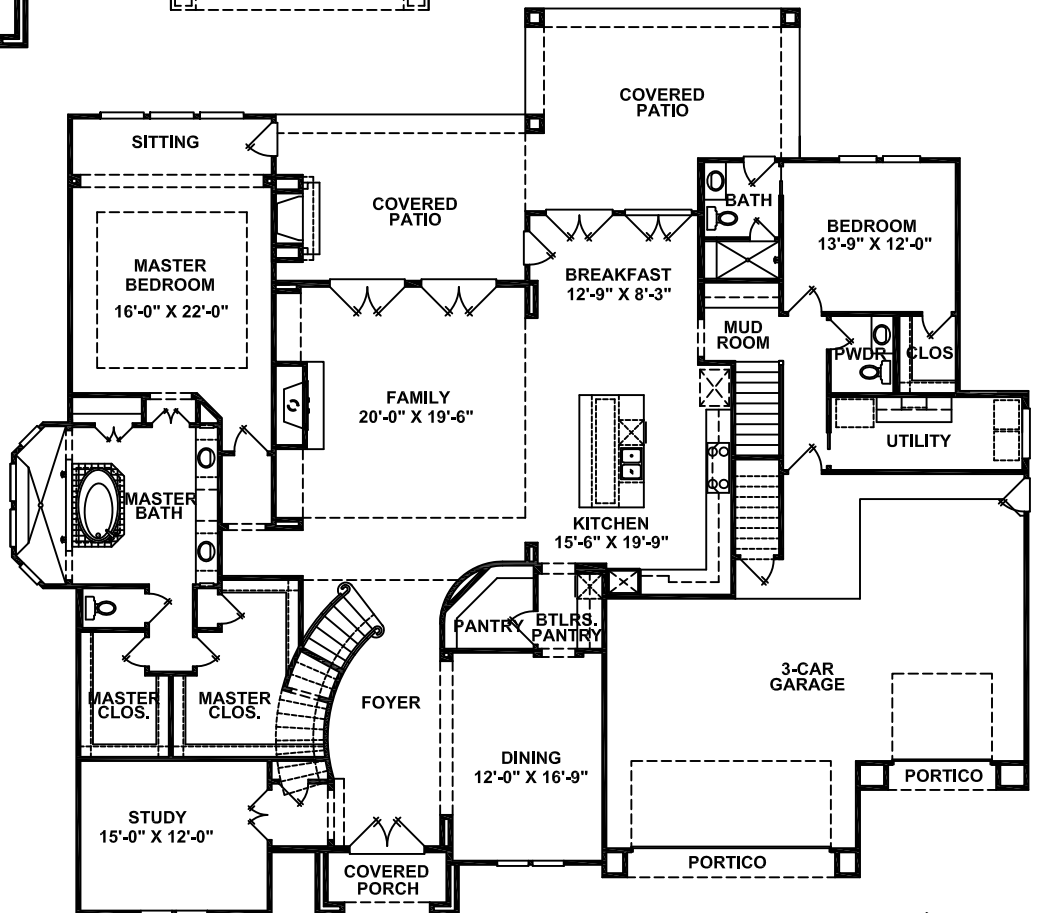 COVERED
PATIO
SITTING
COVERED
PATIO
BATH
BEDROOM
13'-9" X 12'-0"
MASTER
BEDROOM
16'-0" X 22'-0"
BREAKFAST
12'-9" X 8'-3"
MUD
ROOM
PWDR
CLOS
FAMILY
20'-0" X 19'-6"
UTILITY
MASTER
BATH
KITCHEN
15'-6" X 19'-9"
PANTRY
BTLRS.
PANTRY
MASTER
CLOS.
MASTER
CLOS.
FOYER
3-CAR
GARAGE
DINING
12'-0" X 16'-9"
PORTICO
STUDY
15'-0" X 12'-0"
COVERED
PORCH
PORTICO